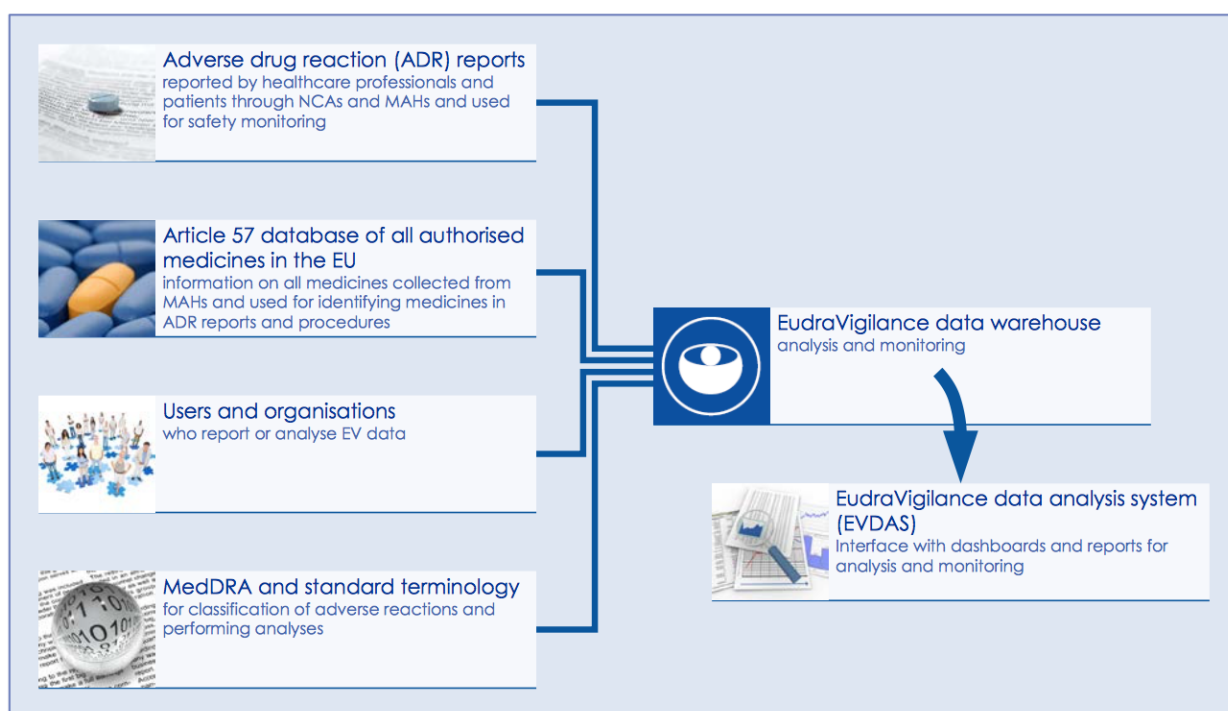 Adverse drug reaction (ADR) reports
reported by healthcare professionals and
patients through NCAs and MAHs and used
for safety monitoring
Article 57 database of all authorised
medicines in the EU
information on all medicines collected from
MAHs and used for identifying medicines in
ADR reports and procedures
Users and organisations
who report or analyse EV data
MedDRA and standard terminology
for classification of adverse reactions and
performing analyses
EudraVigilance data warehouse
analysis and monitoring
EudraVigilance data analysis system
(EVDAS)
Interface with dashboards and reports for
analysis and monitoring